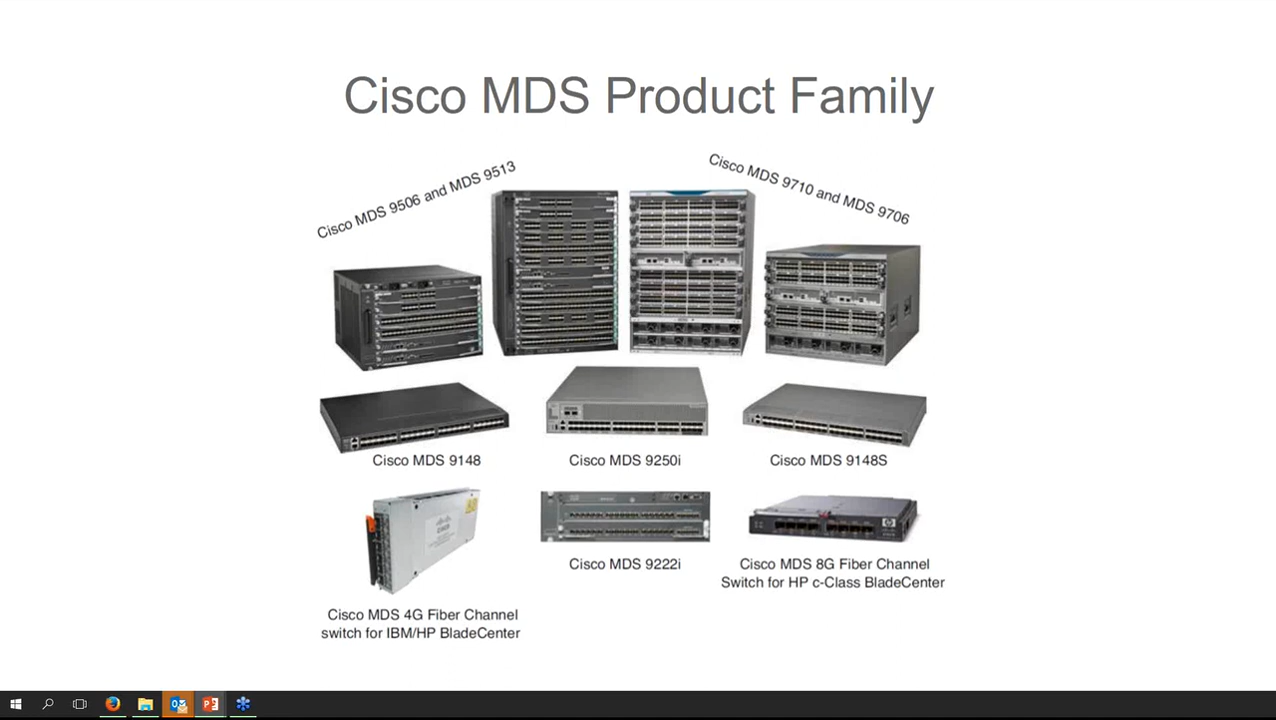 Cisco MDS Product Family
Cisco MDS 9506 and MDS 9513
Cisco MDS 9710 and MDS 9706
Cisco MDS 9148
Cisco MDS 9250i
Cisco MDS 9148S
Cisco MDS 9222i
Cisco MDS 8G Fiber Channel
Switch for HP c-Class BladeCenter
Cisco MDS 4G Fiber Channel
switch for IBM/HP BladeCenter